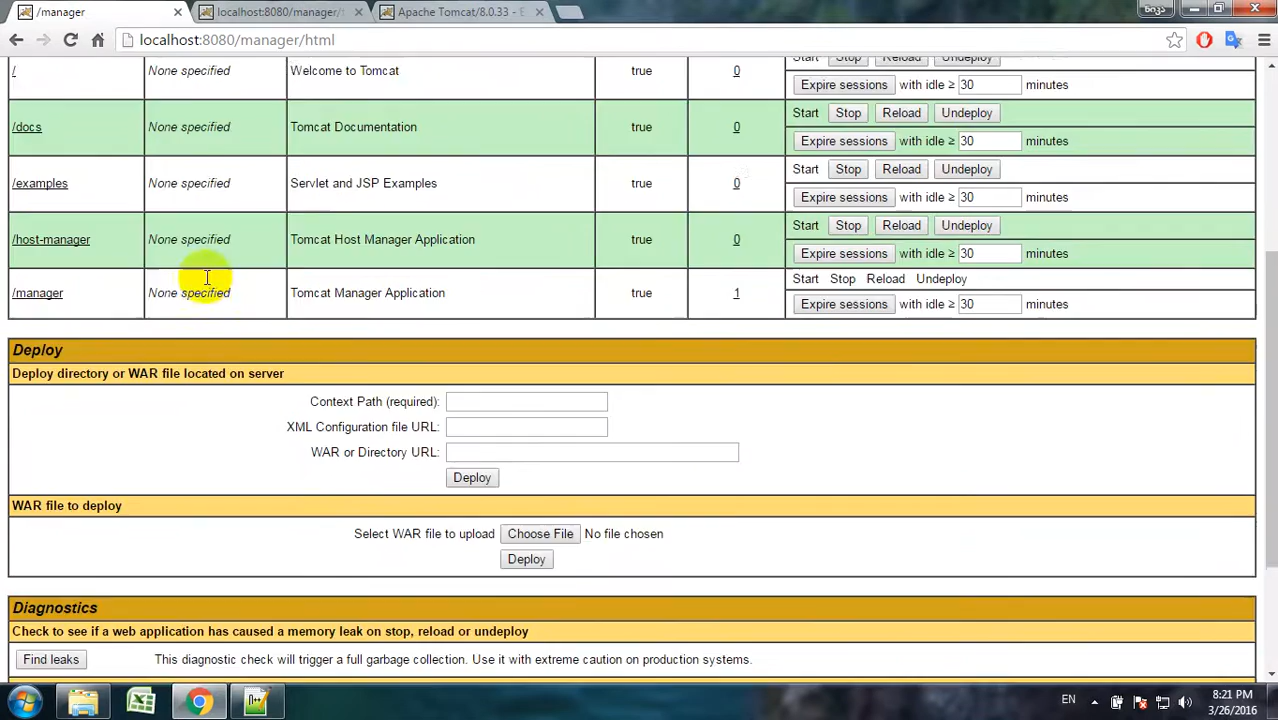 /manager
localhost:8080/manager/
Apache Tomcat/8.0.33 - E
localhost:8080/manager/html
/ None specified Welcome to Tomcat true 0 Start Stop Reload Undeploy
Expire sessions with idle ≥ 30 minutes
/docs None specified Tomcat Documentation true 0 Start Stop Reload Undeploy
Expire sessions with idle ≥ 30 minutes
/examples None specified Servlet and JSP Examples true 0 Start Stop Reload Undeploy
Expire sessions with idle ≥ 30 minutes
/host-manager None specified Tomcat Host Manager Application true 0 Start Stop Reload Undeploy
Expire sessions with idle ≥ 30 minutes
/manager None specified Tomcat Manager Application true 1 Start Stop Reload Undeploy
Expire sessions with idle ≥ 30 minutes
Deploy
Deploy directory or WAR file located on server
Context Path (required):
XML Configuration file URL:
WAR or Directory URL:
Deploy
WAR file to deploy
Select WAR file to upload Choose File No file chosen
Deploy
Diagnostics
Check to see if a web application has caused a memory leak on stop, reload or undeploy
Find leaks This diagnostic check will trigger a full garbage collection. Use it with extreme caution on production systems.
EN
8:21 PM
3/26/2016